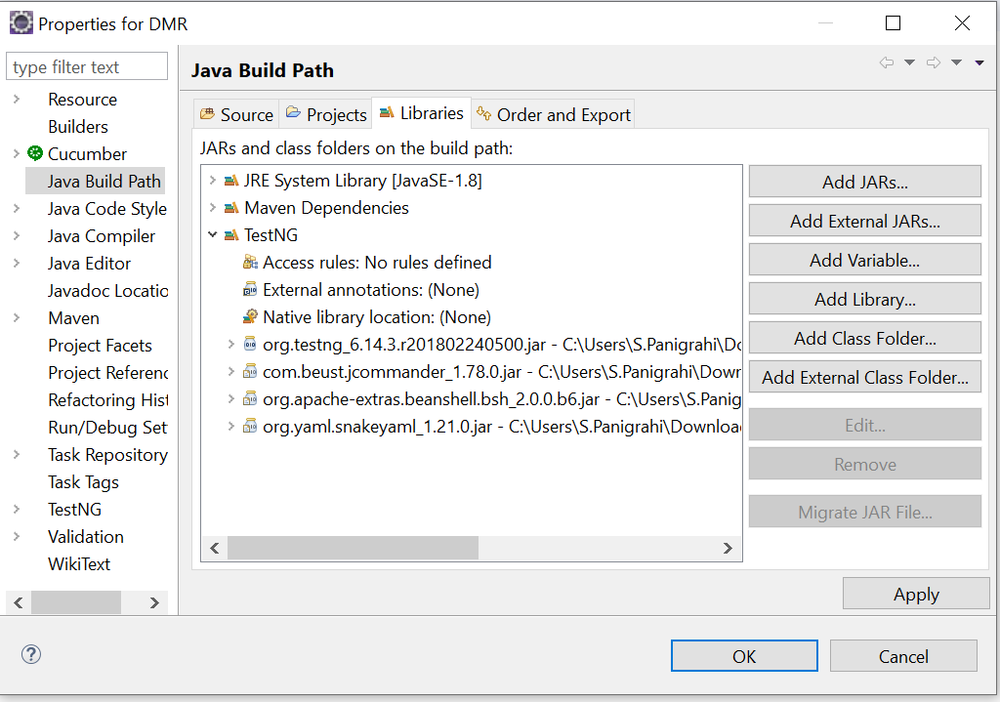 Properties for DMR
type filter text
Resource
Builders
Cucumber
Java Build Path
Java Code Style
Java Compiler
Java Editor
Javadoc Locatio
Maven
Project Facets
Project Referenc
Refactoring Hist
Run/Debug Set
Task Repository
Task Tags
TestNG
Validation
WikiText
Java Build Path
Source Projects Libraries Order and Export
JARs and class folders on the build path:
JRE System Library [JavaSE-1.8]
Maven Dependencies
TestNG
Access rules: No rules defined
External annotations: (None)
Native library location: (None)
org.testng_6.14.3.r201802240500.jar - C:\Users\S.Panigrahi\Do
com.beust.jcommander_1.78.0.jar - C:\Users\S.Panigrahi\Down
org.apache-extras.beanshell.bsh_2.0.0.b6.jar - C:\Users\S.Panig
org.yaml.snakeyaml_1.21.0.jar - C:\Users\S.Panigrahi\Downloa
Add JARs...
Add External JARs...
Add Variable...
Add Library...
Add Class Folder...
Add External Class Folder...
Edit...
Remove
Migrate JAR File...
Apply
OK Cancel